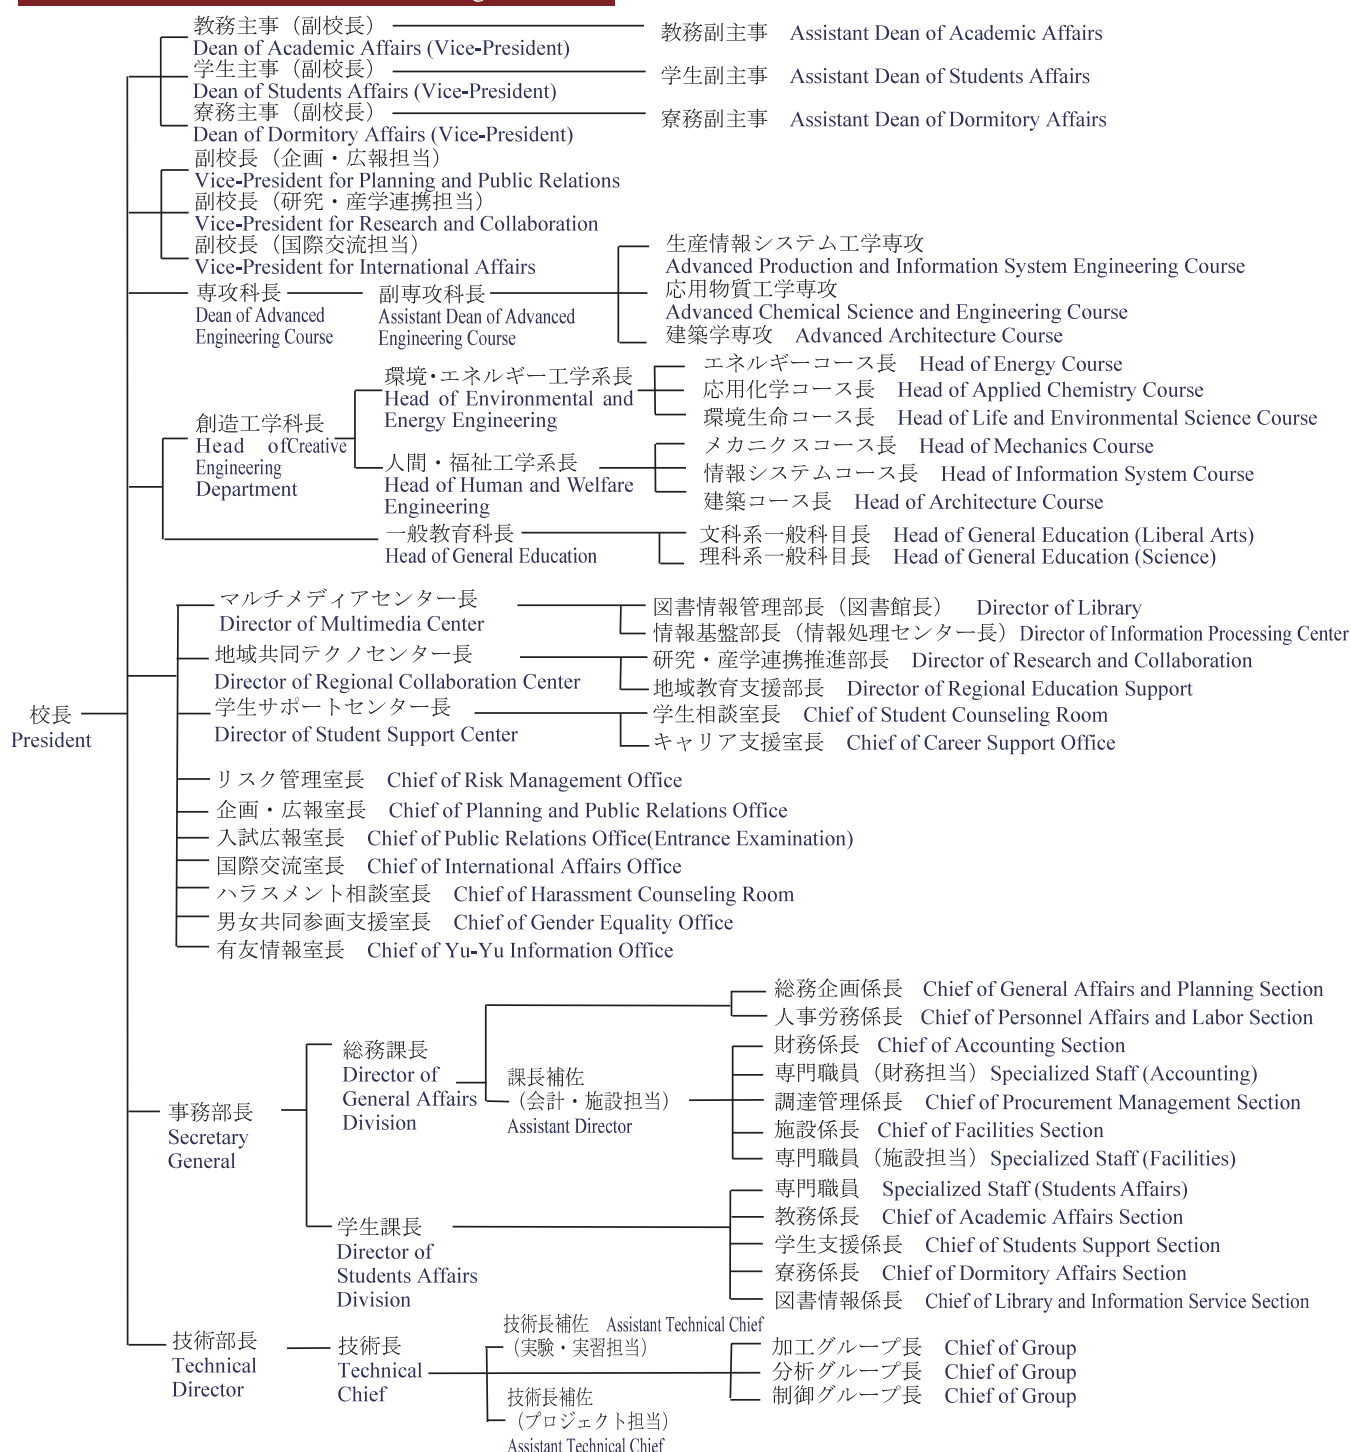 教務主事（副校長） 教務副主事 Assistant Dean of Academic Affairs
Dean of Academic Affairs (Vice-President)
学生主事（副校長） 学生副主事 Assistant Dean of Students Affairs
Dean of Students Affairs (Vice-President)
寮務主事（副校長） 寮務副主事 Assistant Dean of Dormitory Affairs
Dean of Dormitory Affairs (Vice-President)
副校長（企画・広報担当）
Vice-President for Planning and Public Relations
副校長（研究・産学連携担当）
Vice-President for Research and Collaboration
副校長（国際交流担当）
Vice-President for International Affairs
専攻科長
Dean of Advanced
Engineering Course
副専攻科長
Assistant Dean of Advanced
Engineering Course
生産情報システム工学専攻
Advanced Production and Information System Engineering Course
応用物質工学専攻
Advanced Chemical Science and Engineering Course
建築学専攻 Advanced Architecture Course
創造工学科長
Head ofCreative
Engineering
Department
環境・エネルギー工学系長
Head of Environmental and
Energy Engineering
エネルギーコース長 Head of Energy Course
応用化学コース長 Head of Applied Chemistry Course
環境生命コース長 Head of Life and Environmental Science Course
人間・福祉工学系長
Head of Human and Welfare
Engineering
メカニクスコース長 Head of Mechanics Course
情報システムコース長 Head of Information System Course
建築コース長 Head of Architecture Course
一般教育科長
Head of General Education
文科系一般科目長 Head of General Education (Liberal Arts)
理科系一般科目長 Head of General Education (Science)
マルチメディアセンター長
Director of Multimedia Center
図書情報管理部長（図書館長） Director of Library
情報基盤部長（情報処理センター長） Director of Information Processing Center
地域共同テクノセンター長
Director of Regional Collaboration Center
研究・産学連携推進部長 Director of Research and Collaboration
地域教育支援部長 Director of Regional Education Support
校長
President
学生サポートセンター長
Director of Student Support Center
学生相談室長 Chief of Student Counseling Room
キャリア支援室長 Chief of Career Support Office
リスク管理室長 Chief of Risk Management Office
企画・広報室長 Chief of Planning and Public Relations Office
入試広報室長 Chief of Public Relations Office(Entrance Examination)
国際交流室長 Chief of International Affairs Office
ハラスメント相談室長 Chief of Harassment Counseling Room
男女共同参画支援室長 Chief of Gender Equality Office
有友情報室長 Chief of Yu-Yu Information Office
事務部長
Secretary
General
総務課長
Director of
General Affairs
Division
総務企画係長 Chief of General Affairs and Planning Section
人事労務係長 Chief of Personnel Affairs and Labor Section
課長補佐
（会計・施設担当）
Assistant Director
財務係長 Chief of Accounting Section
専門職員（財務担当） Specialized Staff (Accounting)
調達管理係長 Chief of Procurement Management Section
施設係長 Chief of Facilities Section
専門職員（施設担当） Specialized Staff (Facilities)
学生課長
Director of
Students Affairs
Division
専門職員 Specialized Staff (Students Affairs)
教務係長 Chief of Academic Affairs Section
学生支援係長 Chief of Students Support Section
寮務係長 Chief of Dormitory Affairs Section
図書情報係長 Chief of Library and Information Service Section
技術部長
Technical
Director
技術長
Technical
Chief
技術長補佐 Assistant Technical Chief
（実験・実習担当）
技術長補佐
（プロジェクト担当）
Assistant Technical Chief
加工グループ長 Chief of Group
分析グループ長 Chief of Group
制御グループ長 Chief of Group